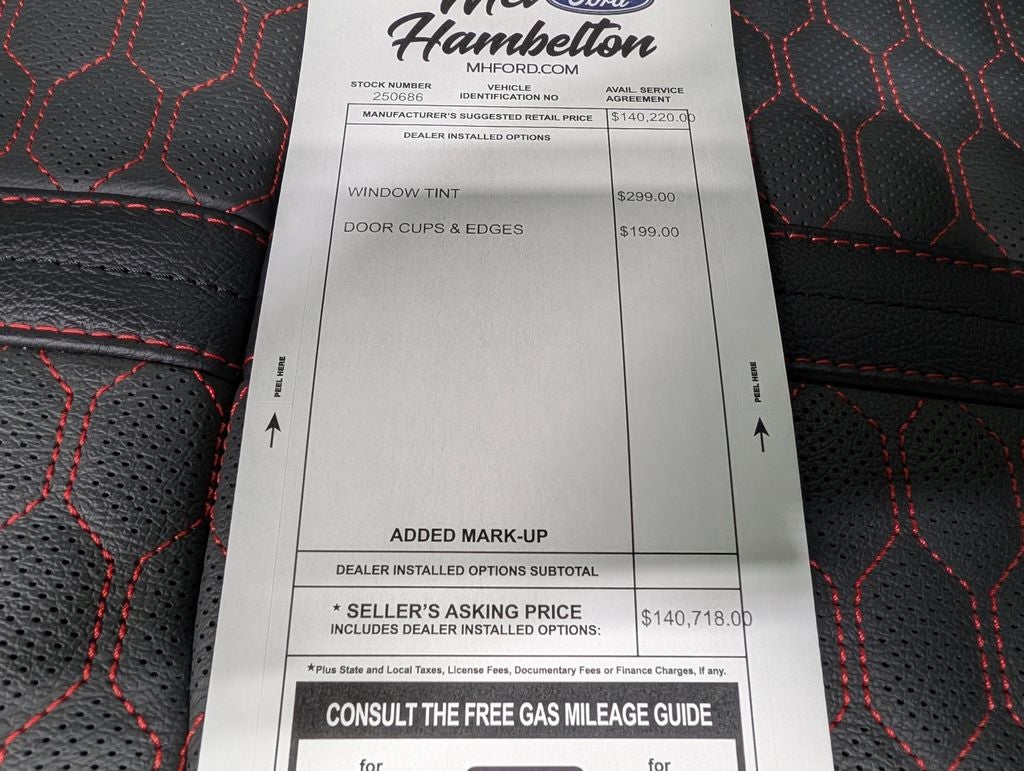 Mel Ford
Hambelton
MHFORD.COM
STOCK NUMBER
250686
VEHICLE
IDENTIFICATION NO
AVAIL. SERVICE
AGREEMENT
MANUFACTURER'S SUGGESTED RETAIL PRICE $140,220.00
DEALER INSTALLED OPTIONS
WINDOW TINT $299.00
DOOR CUPS & EDGES $199.00
PEEL HERE
PEEL HERE
ADDED MARK-UP
DEALER INSTALLED OPTIONS SUBTOTAL
* SELLER'S ASKING PRICE $140,718.00
INCLUDES DEALER INSTALLED OPTIONS:
*Plus State and Local Taxes, License Fees, Documentary Fees or Finance Charges, if any.
CONSULT THE FREE GAS MILEAGE GUIDE
for for